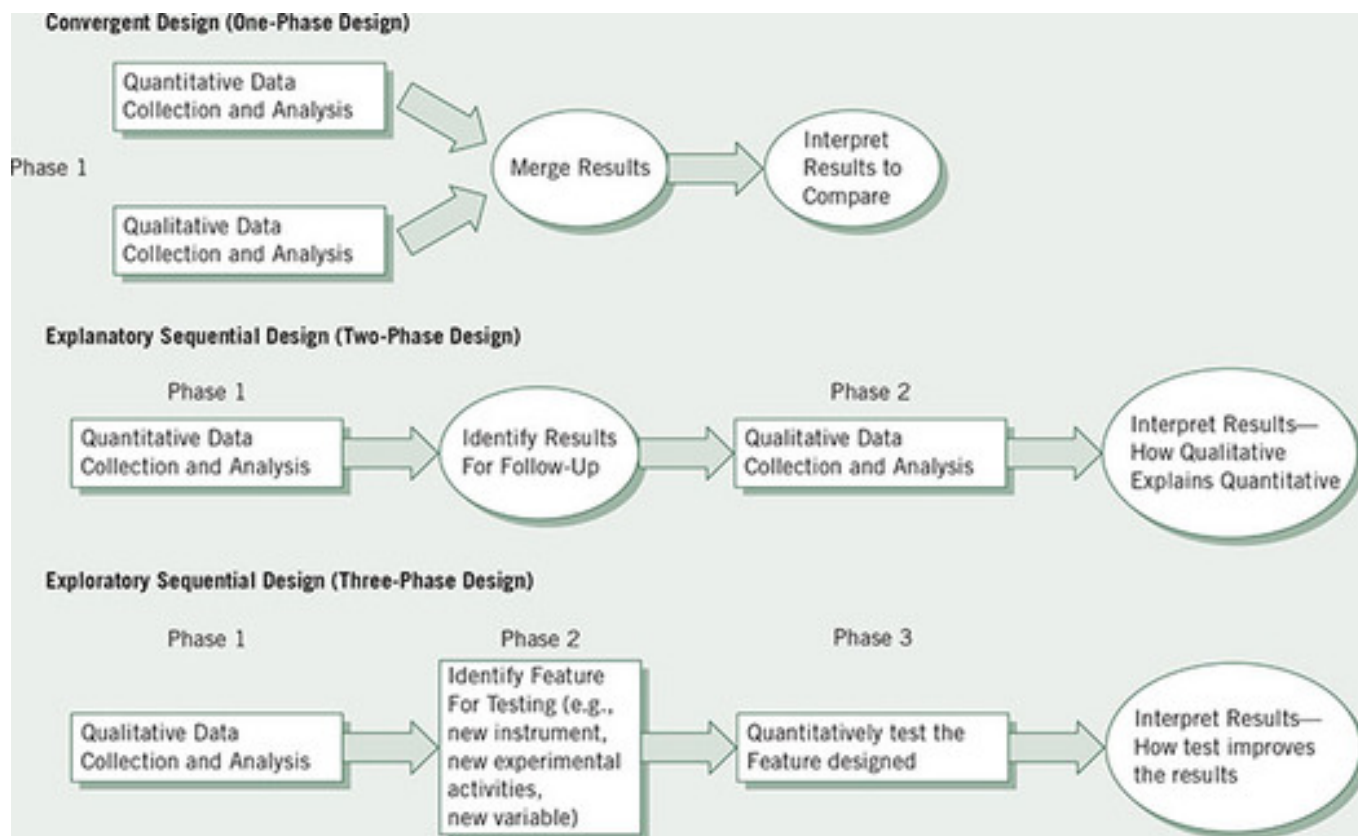 Convergent Design (One-Phase Design)
Quantitative Data
Collection and Analysis
Phase 1
Merge Results
Interpret
Results to
Compare
Qualitative Data
Collection and Analysis
Explanatory Sequential Design (Two-Phase Design)
Phase 1
Phase 2
Quantitative Data
Collection and Analysis
Identify Results
For Follow-Up
Qualitative Data
Collection and Analysis
Interpret Results—
How Qualitative
Explains Quantitative
Exploratory Sequential Design (Three-Phase Design)
Phase 1
Phase 2
Phase 3
Qualitative Data
Collection and Analysis
Identify Feature
For Testing (e.g.,
new instrument,
new experimental
activities,
new variable)
Quantitatively test the
Feature designed
Interpret Results—
How test improves
the results